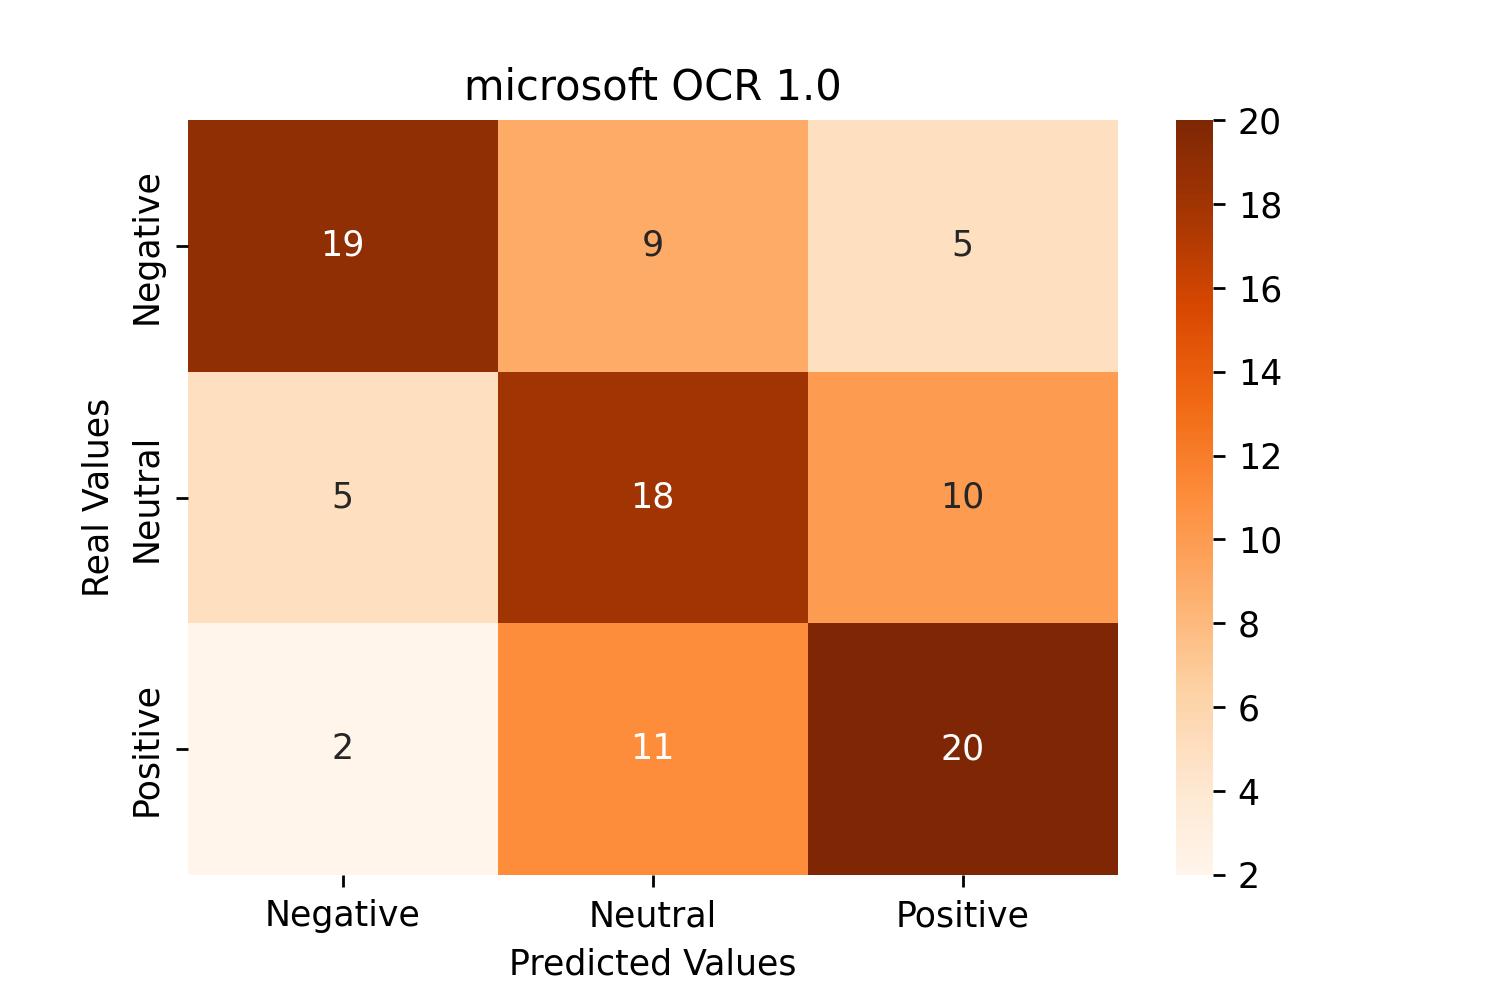 microsoft OCR 1.0
Real Values
Negative
19 9 5
Neutral
5 18 10
Positive
2 11 20
Negative Neutral Positive
Predicted Values
20
18
16
14
12
10
8
6
4
2